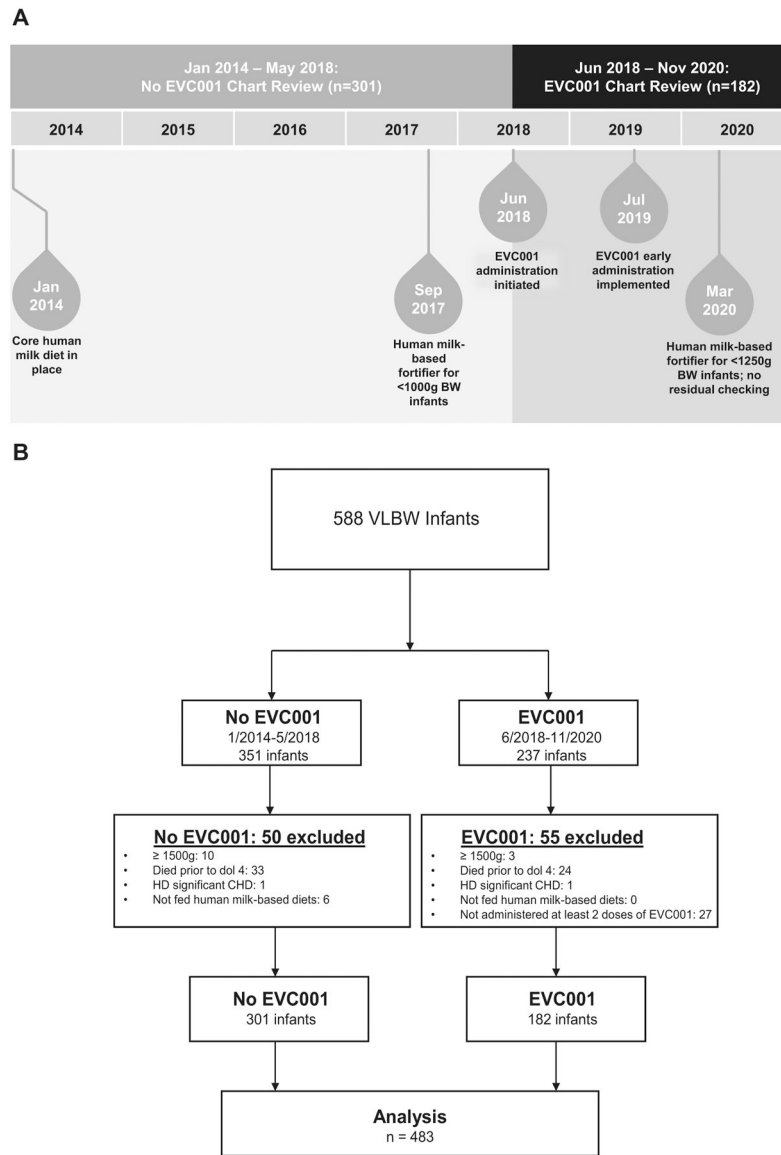 A
Jan 2014 – May 2018:
No EVC001 Chart Review (n=301)
Jun 2018 – Nov 2020:
EVC001 Chart Review (n=182)
2014 2015 2016 2017 2018 2019 2020
Jun
2018
EVC001
administration
initiated
Jul
2019
EVC001 early
administration
implemented
Jan
2014
Core human
milk diet in
place
Sep
2017
Human milk-
based
fortifier for
<1000g BW
infants
Mar
2020
Human milk-based
fortifier for <1250g
BW infants; no
residual checking
B
588 VLBW Infants
No EVC001
1/2014-5/2018
351 infants
EVC001
6/2018-11/2020
237 infants
No EVC001: 50 excluded
• ≥ 1500g: 10
• Died prior to dol 4: 33
• HD significant CHD: 1
• Not fed human milk-based diets: 6
EVC001: 55 excluded
• ≥ 1500g: 3
• Died prior to dol 4: 24
• HD significant CHD: 1
• Not fed human milk-based diets: 0
• Not administered at least 2 doses of EVC001: 27
No EVC001
301 infants
EVC001
182 infants
Analysis
n = 483